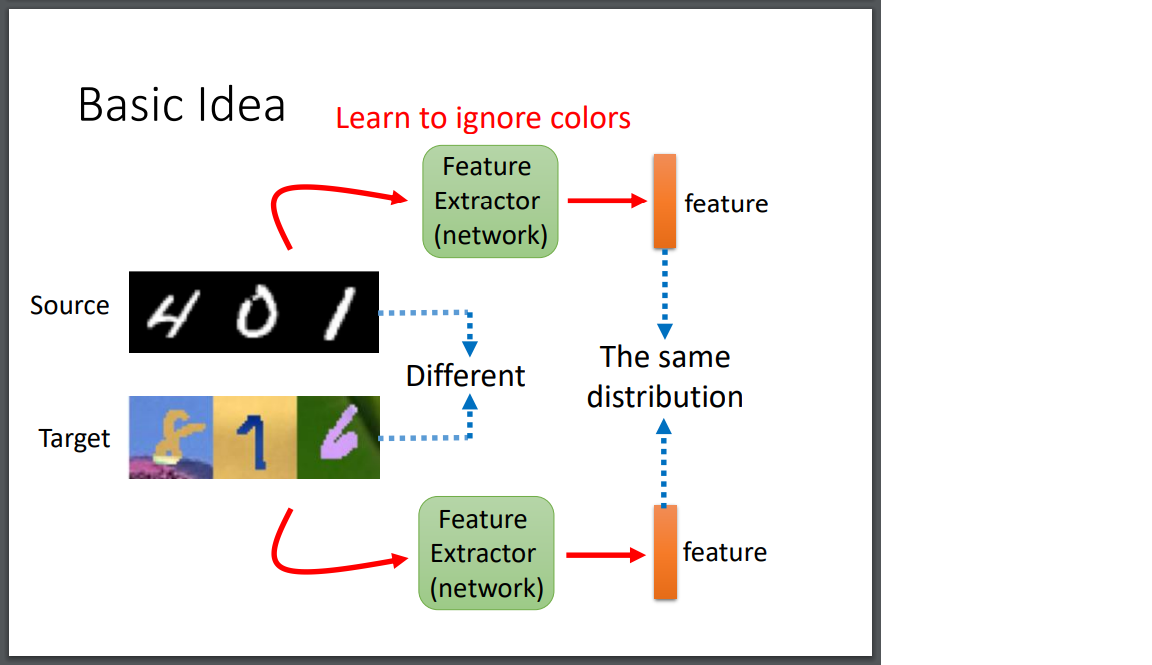 Basic Idea
Learn to ignore colors
Feature
Extractor
(network)
feature
Source
4 0 1
Different
The same
distribution
Target
8 1 6
Feature
Extractor
(network)
feature